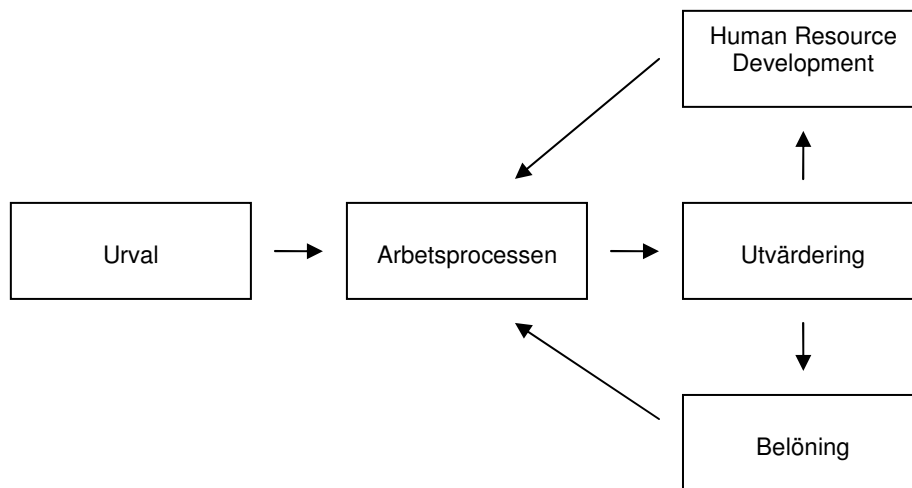 Human Resource
Development
Urval
Arbetsprocessen
Utvärdering
Belöning